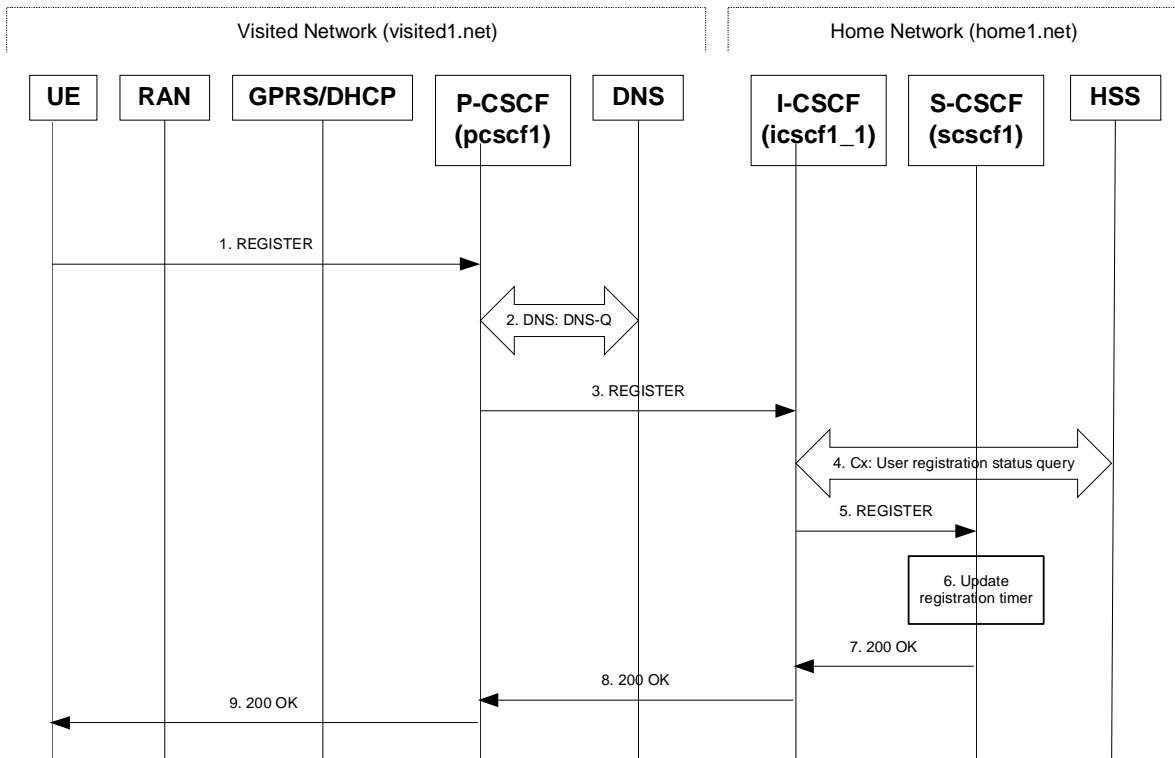 Visited Network (visited1.net)
Home Network (home1.net)
UE
RAN
GPRS/DHCP
P-CSCF
(pcscf1)
DNS
I-CSCF
(icscf1_1)
S-CSCF
(scscf1)
HSS
1. REGISTER
2. DNS: DNS-Q
3. REGISTER
4. Cx: User registration status query
5. REGISTER
6. Update
registration timer
7. 200 OK
8. 200 OK
9. 200 OK